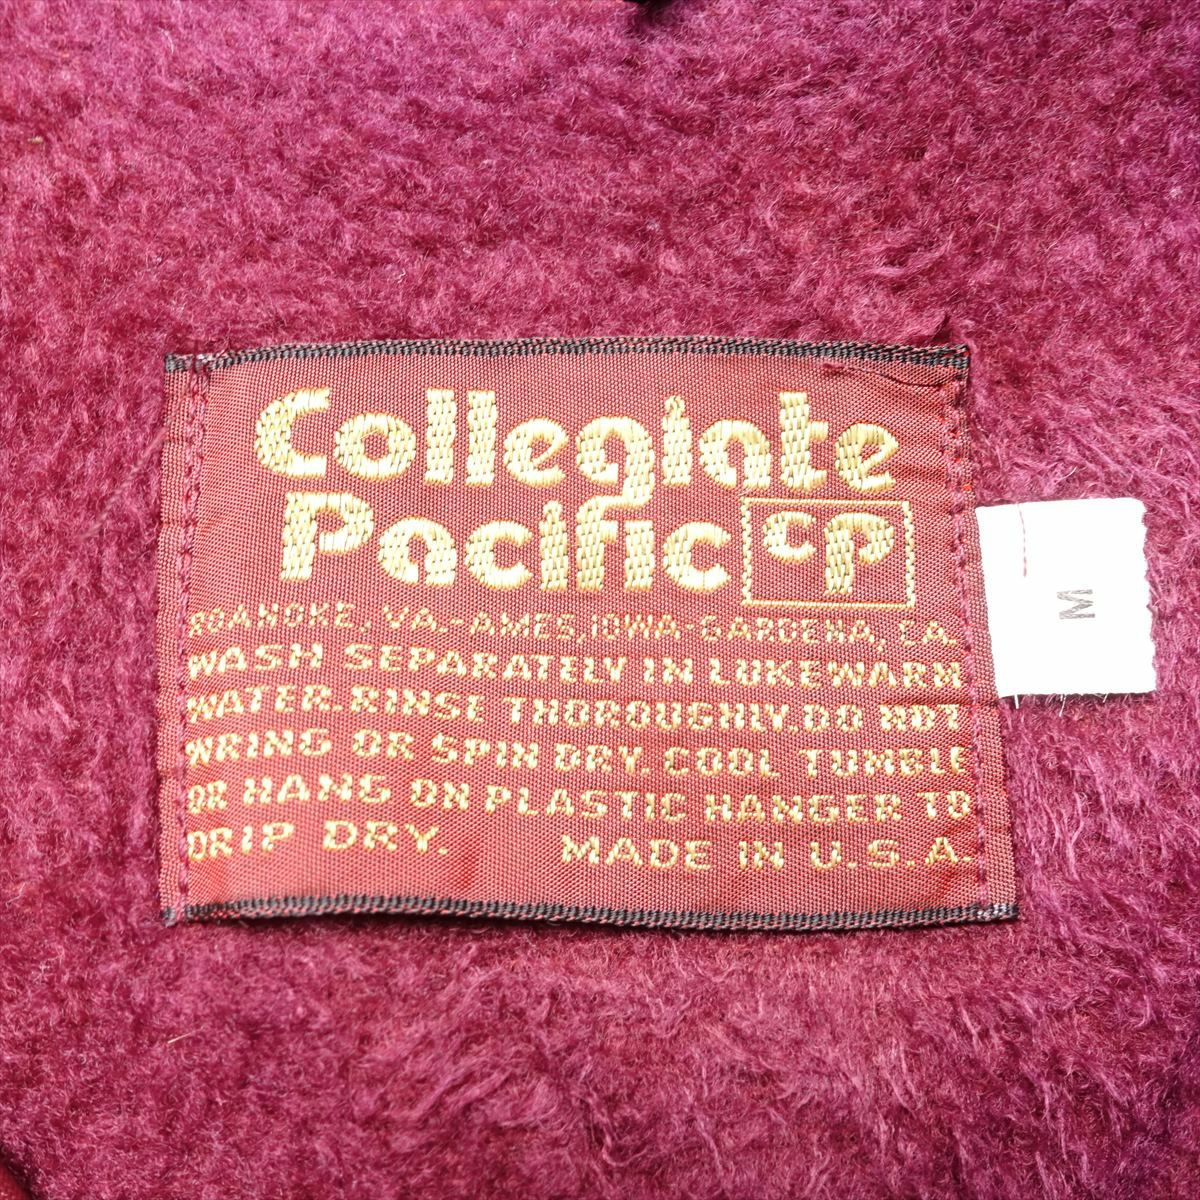 Collegiate
Pacific CP
ROANOKE, VA.-AMES, IOWA-GARDENA, CA.
WASH SEPARATELY IN LUKEWARM
WATER. RINSE THOROUGHLY. DO NOT
WRING OR SPIN DRY. COOL TUMBLE
OR HANG ON PLASTIC HANGER TO
DRIP DRY. MADE IN U.S.A.
M